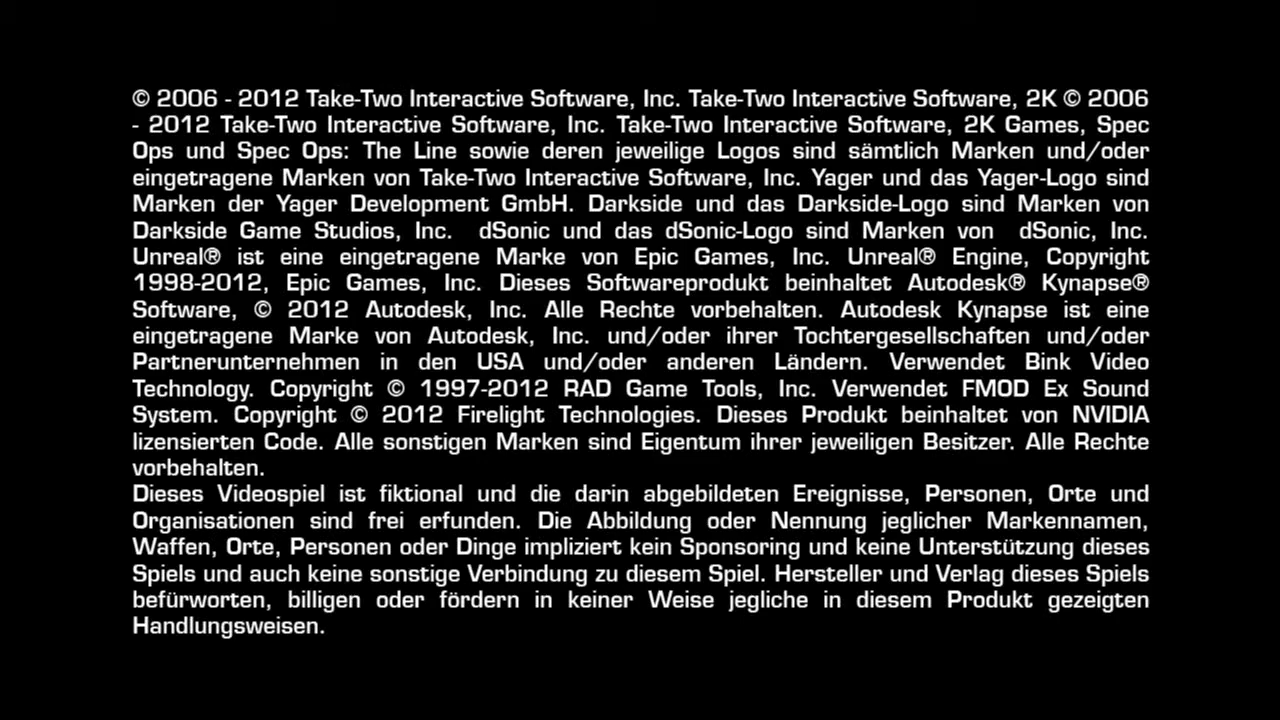 © 2006 - 2012 Take-Two Interactive Software, Inc. Take-Two Interactive Software, 2K © 2006
- 2012 Take-Two Interactive Software, Inc. Take-Two Interactive Software, 2K Games, Spec
Ops und Spec Ops: The Line sowie deren jeweilige Logos sind sämtlich Marken und/oder
eingetragene Marken von Take-Two Interactive Software, Inc. Yager und das Yager-Logo sind
Marken der Yager Development GmbH. Darkside und das Darkside-Logo sind Marken von
Darkside Game Studios, Inc. dSonic und das dSonic-Logo sind Marken von dSonic, Inc.
Unreal® ist eine eingetragene Marke von Epic Games, Inc. Unreal® Engine, Copyright
1998-2012, Epic Games, Inc. Dieses Softwareprodukt beinhaltet Autodesk® Kynapse®
Software, © 2012 Autodesk, Inc. Alle Rechte vorbehalten. Autodesk Kynapse ist eine
eingetragene Marke von Autodesk, Inc. und/oder ihrer Tochtergesellschaften und/oder
Partnerunternehmen in den USA und/oder anderen Ländern. Verwendet Bink Video
Technology. Copyright © 1997-2012 RAD Game Tools, Inc. Verwendet FMOD Ex Sound
System. Copyright © 2012 Firelight Technologies. Dieses Produkt beinhaltet von NVIDIA
lizensierten Code. Alle sonstigen Marken sind Eigentum ihrer jeweiligen Besitzer. Alle Rechte
vorbehalten.
Dieses Videospiel ist fiktional und die darin abgebildeten Ereignisse, Personen, Orte und
Organisationen sind frei erfunden. Die Abbildung oder Nennung jeglicher Markennamen,
Waffen, Orte, Personen oder Dinge impliziert kein Sponsoring und keine Unterstützung dieses
Spiels und auch keine sonstige Verbindung zu diesem Spiel. Hersteller und Verlag dieses Spiels
befürworten, billigen oder fördern in keiner Weise jegliche in diesem Produkt gezeigten
Handlungsweisen.